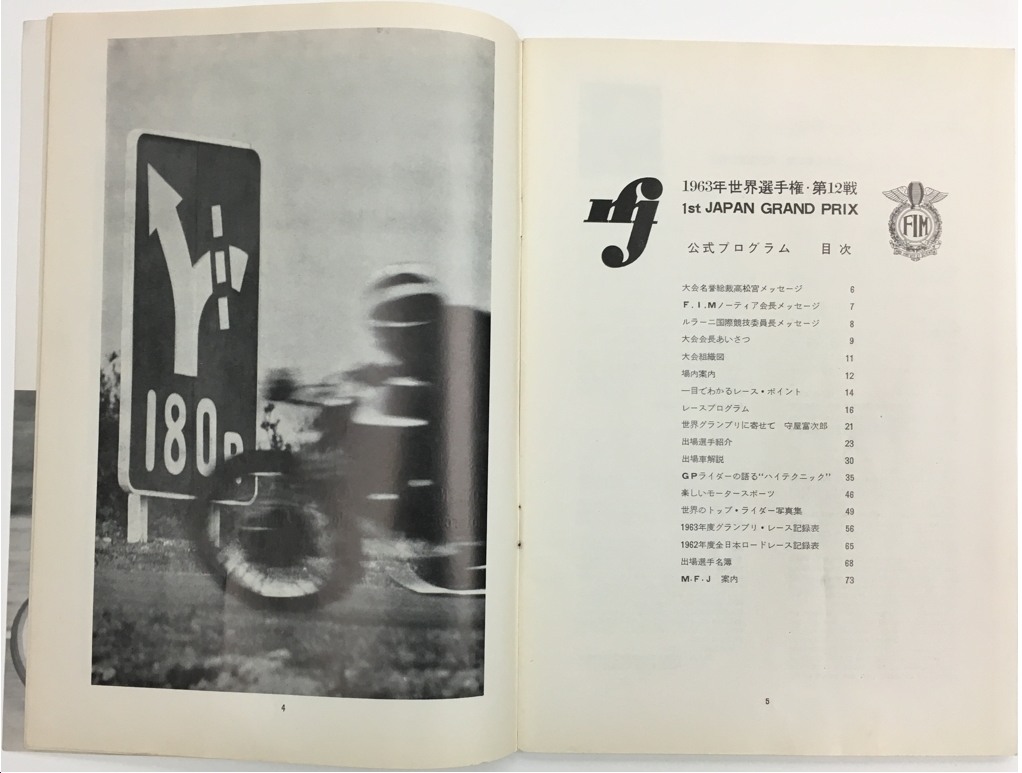 180R
4
mfj
1963年世界選手権·第12戦
1st JAPAN GRAND PRIX
FIM
公式プログラム 目次
大会名誉総裁高松宮メッセージ 6
F.I.Mノーティア会長メッセージ 7
ルラーニ国際競技委員長メッセージ 8
大会会長あいさつ 9
大会組織図 11
場内案内 12
一目でわかるレース・ポイント 14
レースプログラム 16
世界グランプリに寄せて 守屋富次郎 21
出場選手紹介 23
出場車解説 30
GPライダーの語る"ハイテクニック" 35
楽しいモータースポーツ 46
世界のトップ・ライダー写真集 49
1963年度グランプリ・レース記録表 56
1962年度全日本ロードレース記録表 65
出場選手名簿 68
M・F・J 案内 73
5